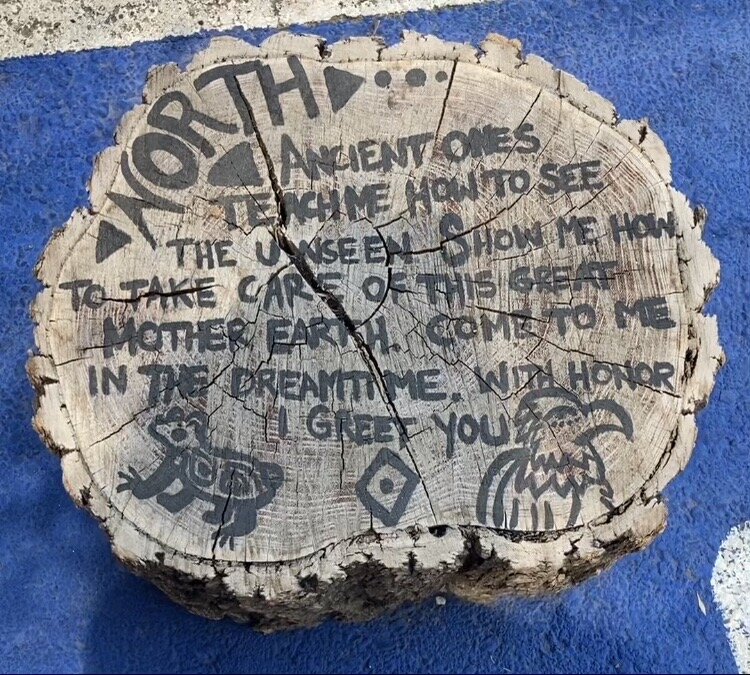 NORTH
ANCIENT ONES
TEACH ME HOW TO SEE
THE UNSEEN. SHOW ME HOW
TO TAKE CARE OF THIS GREAT
MOTHER EARTH. COME TO ME
IN THE DREAMTIME. WITH HONOR
I GREET YOU